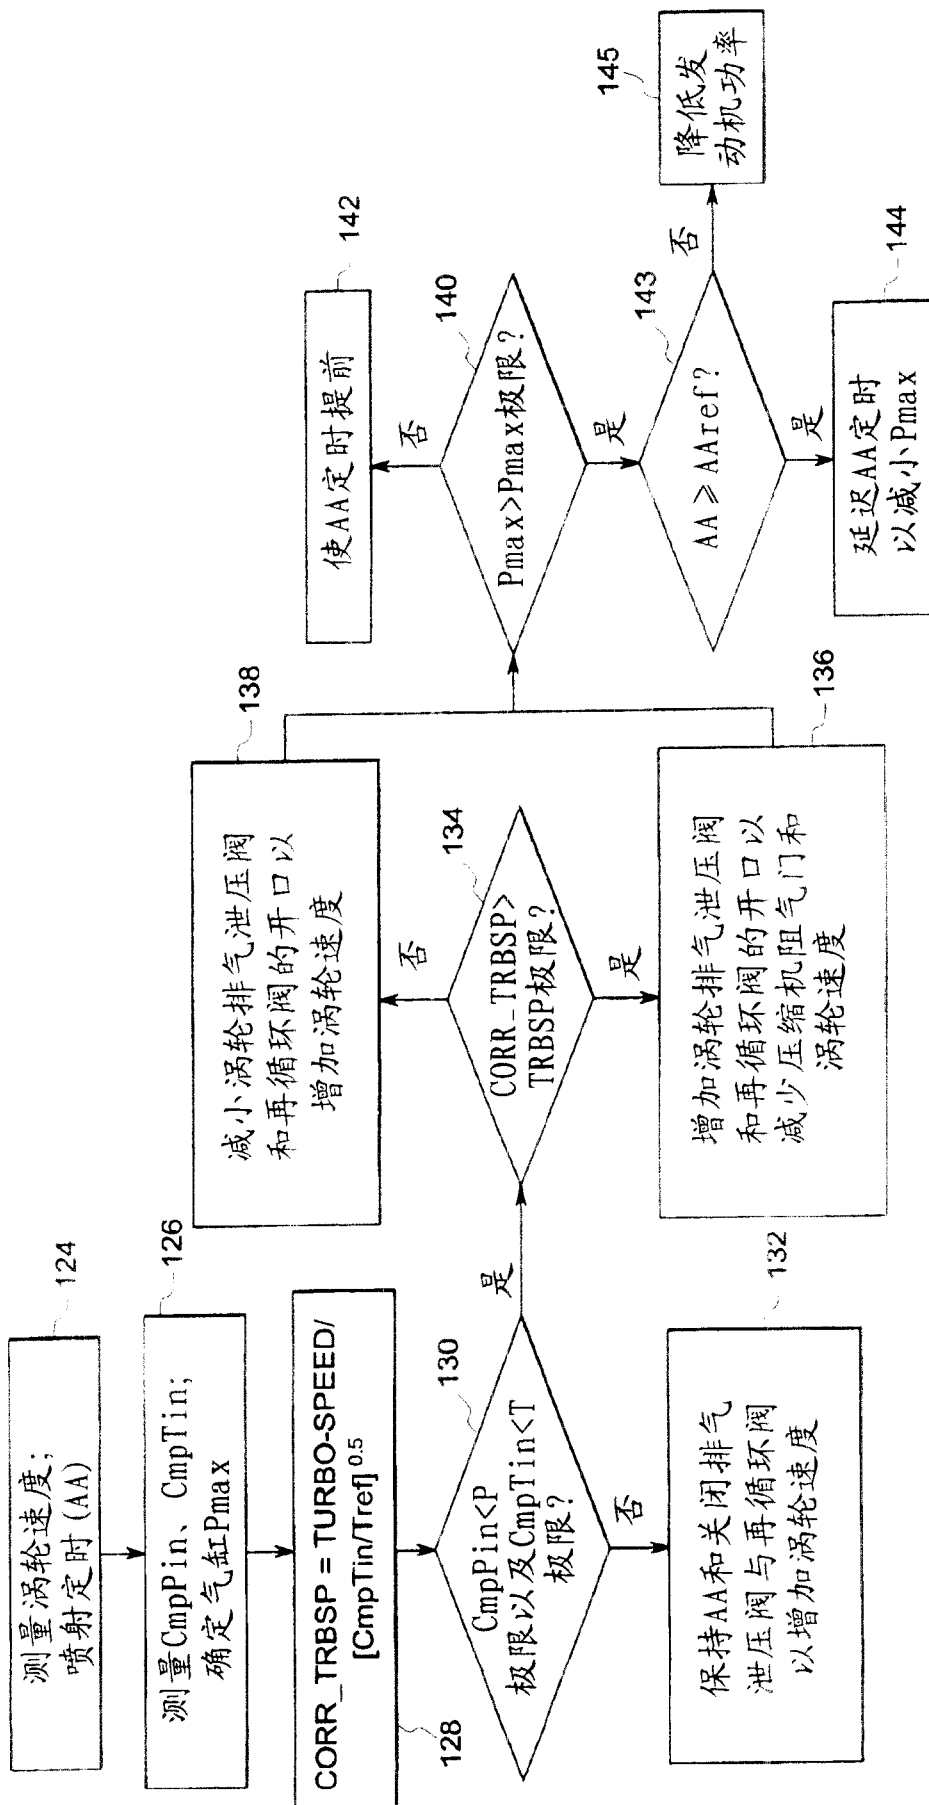 测量涡轮速度；
喷射定时(AA)
124
测量CmpPin、CmpTin；
确定气缸Pmax
126
CORR_TRBSP = TURBO-SPEED/
[CmpTin/Tref]^0.5
128
CmpPin<P
极限以及CmpTin<T
极限?
130
否
是
保持AA和关闭排气
泄压阀与再循环阀
以增加涡轮速度
132
CORR_TRBSP>
TRBSP极限?
134
否
是
减小涡轮排气泄压阀
和再循环阀的开口以
增加涡轮速度
138
增加涡轮排气泄压阀
和再循环阀的开口以
减少压缩机阻气门和
涡轮速度
136
Pmax>Pmax极限?
140
否
是
使AA定时提前
142
AA≥AAref?
143
否
是
延迟AA定时
以减小Pmax
144
降低发
动机功率
145